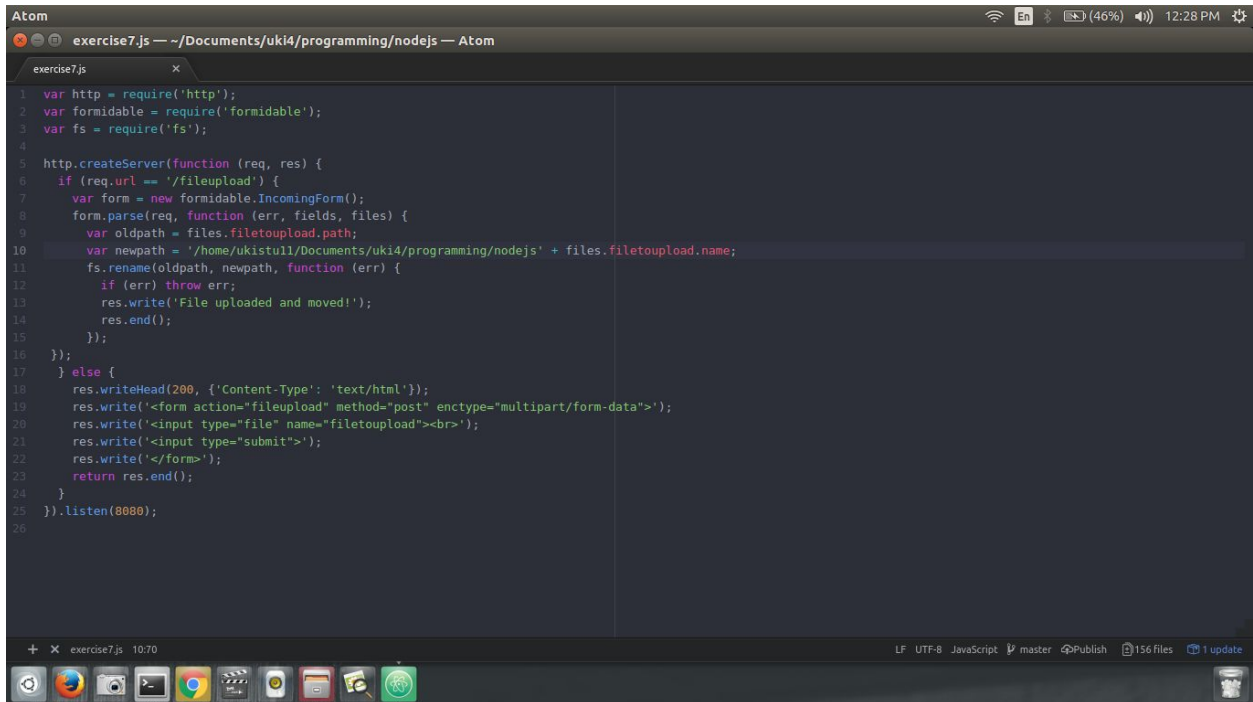 Atom
En (46%) 12:28 PM
exercise7.js — ~/Documents/uki4/programming/nodejs — Atom
exercise7.js ×
1 var http = require('http');
2 var formidable = require('formidable');
3 var fs = require('fs');
4
5 http.createServer(function (req, res) {
6   if (req.url == '/fileupload') {
7     var form = new formidable.IncomingForm();
8     form.parse(req, function (err, fields, files) {
9       var oldpath = files.filetoupload.path;
10       var newpath = '/home/ukistu11/Documents/uki4/programming/nodejs' + files.filetoupload.name;
11       fs.rename(oldpath, newpath, function (err) {
12         if (err) throw err;
13         res.write('File uploaded and moved!');
14         res.end();
15       });
16  });
17   } else {
18     res.writeHead(200, {'Content-Type': 'text/html'});
19     res.write('<form action="fileupload" method="post" enctype="multipart/form-data">');
20     res.write('<input type="file" name="filetoupload"><br>');
21     res.write('<input type="submit">');
22     res.write('</form>');
23     return res.end();
24   }
25 }).listen(8080);
26
+ × exercise7.js 10:70 LF UTF-8 JavaScript master Publish 156 files 1 update